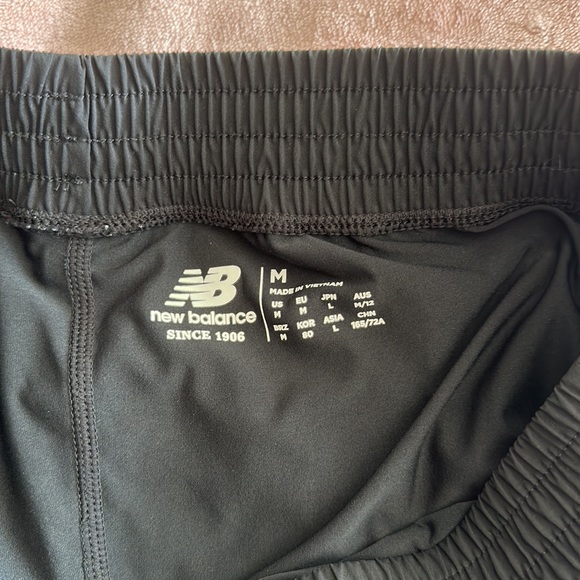 NB
new balance
SINCE 1906
M
MADE IN VIETNAM
US EU JPN AUS
M M L M/12
BRZ KOR ASIA CHN
M 80 L 165/72A